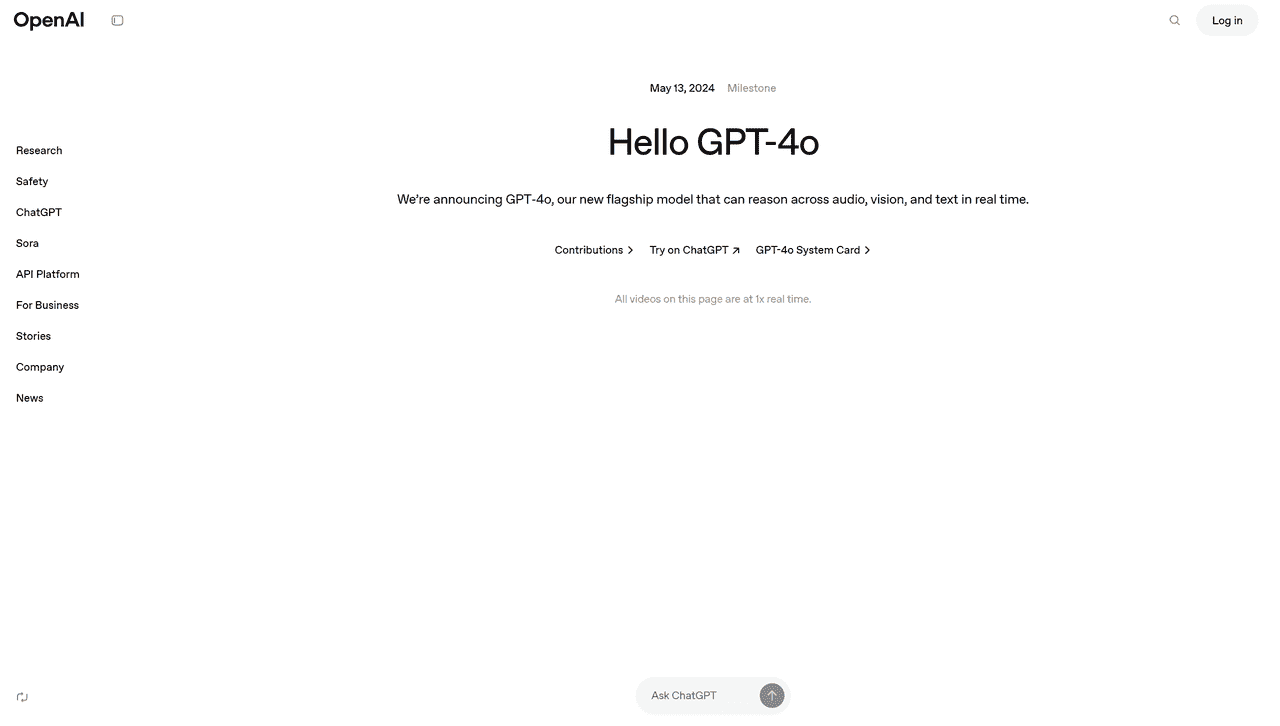 OpenAI
Log in
Research
Safety
ChatGPT
Sora
API Platform
For Business
Stories
Company
News
May 13, 2024 Milestone
Hello GPT-4o
We’re announcing GPT-4o, our new flagship model that can reason across audio, vision, and text in real time.
Contributions Try on ChatGPT GPT-4o System Card
All videos on this page are at 1x real time.
Ask ChatGPT